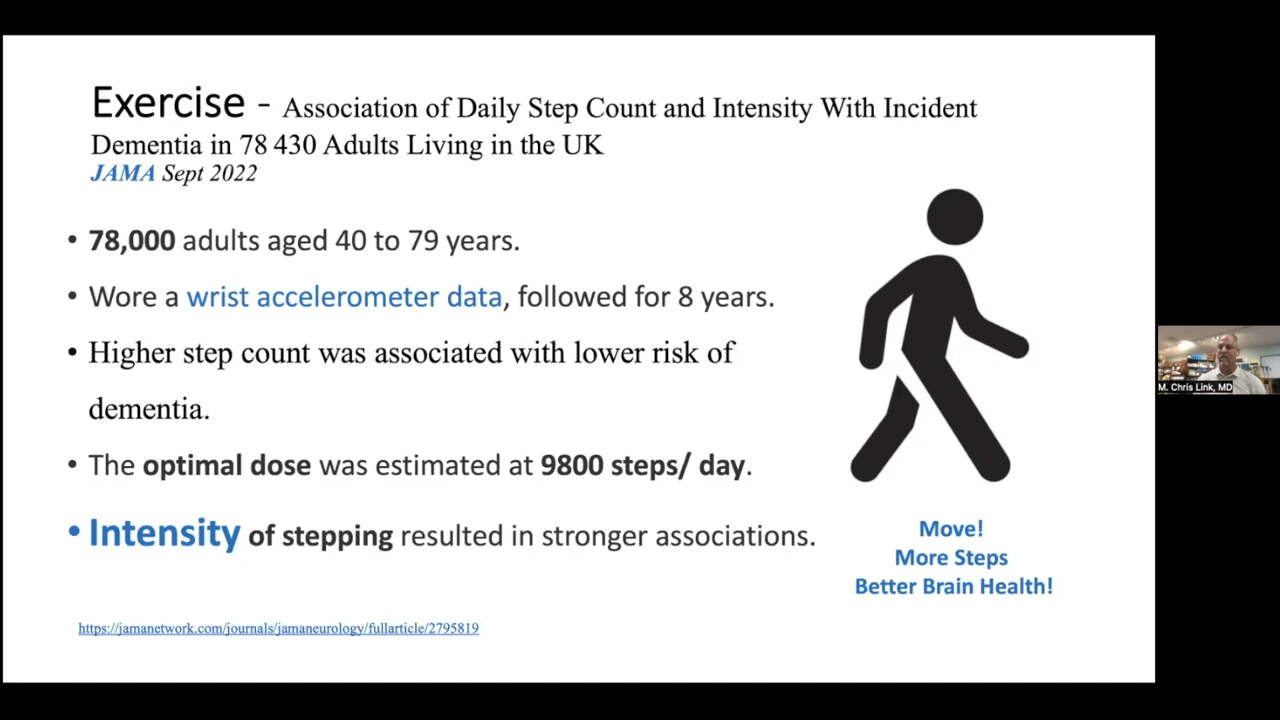 Exercise - Association of Daily Step Count and Intensity With Incident
Dementia in 78 430 Adults Living in the UK
JAMA Sept 2022
• 78,000 adults aged 40 to 79 years.
• Wore a wrist accelerometer data, followed for 8 years.
• Higher step count was associated with lower risk of
dementia.
• The optimal dose was estimated at 9800 steps/ day.
• Intensity of stepping resulted in stronger associations.
Move!
More Steps
Better Brain Health!
https://jamanetwork.com/journals/jamaneurology/fullarticle/2795819
M. Chris Link, MD